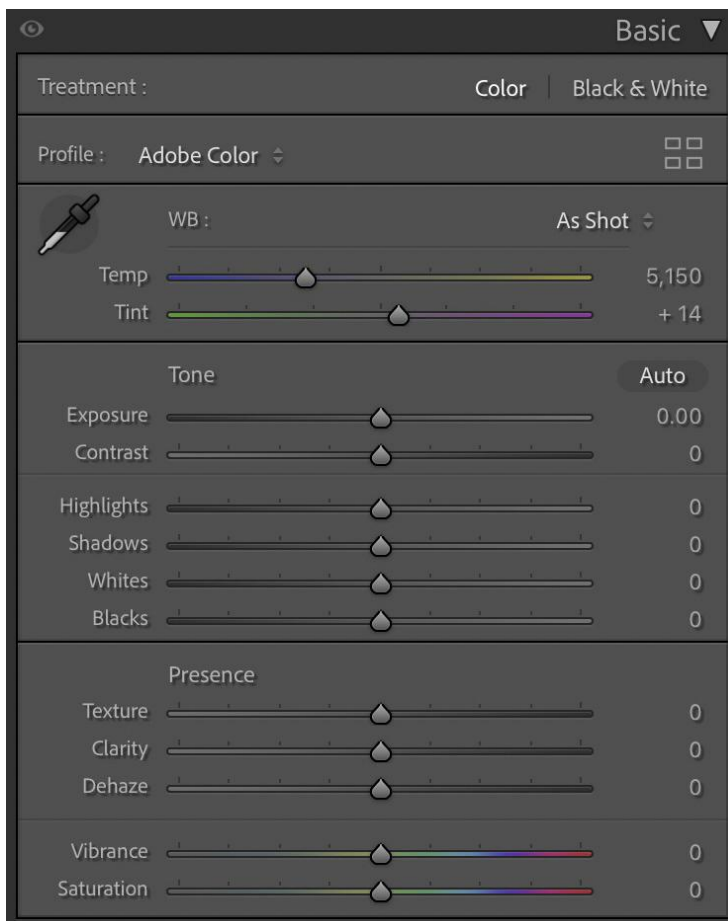 Basic
Treatment : Color Black & White
Profile : Adobe Color
WB : As Shot
Temp 5,150
Tint + 14
Tone Auto
Exposure 0.00
Contrast 0
Highlights 0
Shadows 0
Whites 0
Blacks 0
Presence
Texture 0
Clarity 0
Dehaze 0
Vibrance 0
Saturation 0